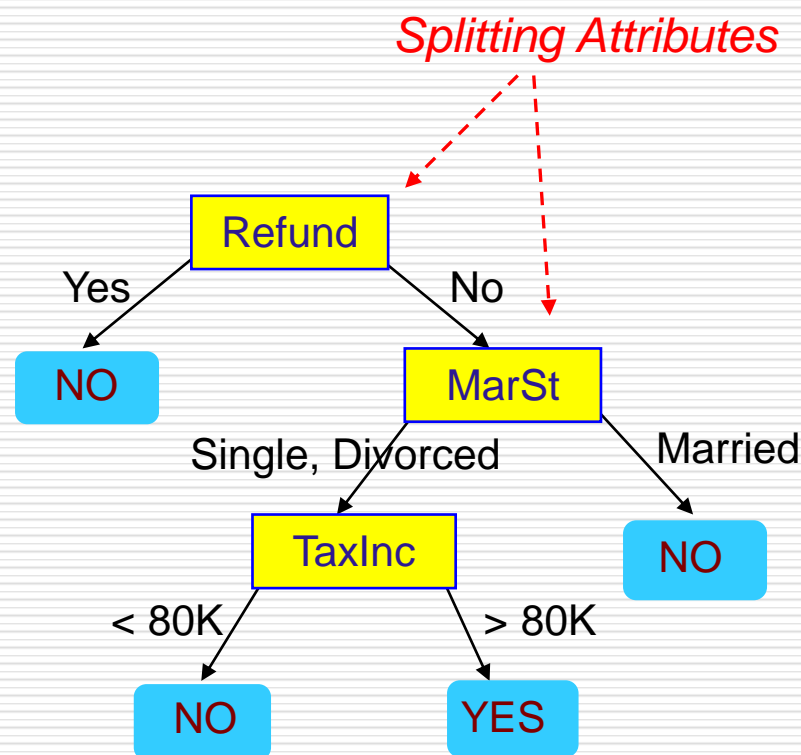 Splitting Attributes
Refund
Yes
No
NO
MarSt
Single, Divorced
Married
TaxInc
NO
< 80K
> 80K
NO
YES